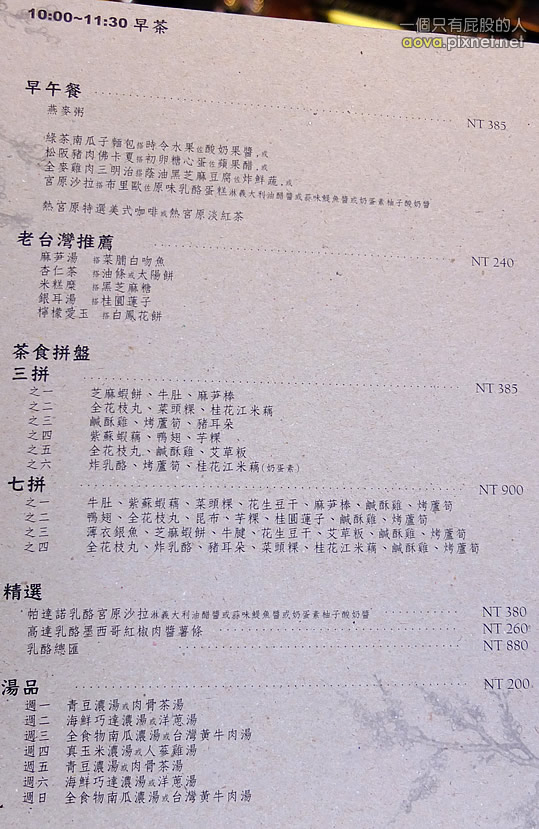 10:00~11:30 早茶
一個只有屁股的人
aova.pixnet.net
早午餐 NT 385
燕麥粥
綠茶南瓜子麵包搭時令水果佐酸奶果醬,或
松阪豬肉佛卡夏搭初卵糖心蛋佐蘋果醋,或
全麥雞肉三明治搭蔭油黑芝麻豆腐佐炸鮮蔬,或
宮原沙拉搭布里歐佐原味乳酪蛋糕淋義大利油醋醬或蒜味鯷魚醬或奶蛋素柚子酸奶醬
熱宮原特選美式咖啡或熱宮原淡紅茶
老台灣推薦 NT 240
麻笋湯 搭菜脯白吻魚
杏仁茶 搭油條或太陽餅
米糕糜 搭黑芝麻糖
銀耳湯 搭桂圓蓮子
檸檬愛玉 搭白鳳花餅
茶食拼盤
三拼 NT 385
之一 芝麻蝦餅、牛肚、麻笋棒
之二 全花枝丸、菜頭粿、桂花江米藕
之三 鹹酥雞、烤蘆筍、豬耳朵
之四 紫蘇蝦藕、鴨翅、芋粿
之五 全花枝丸、鹹酥雞、艾草板
之六 炸乳酪、烤蘆筍、桂花江米藕(奶蛋素)
七拼 NT 900
之一 牛肚、紫蘇蝦藕、菜頭粿、花生豆干、麻笋棒、鹹酥雞、烤蘆筍
之二 鴨翅、全花枝丸、昆布、芋粿、桂圓蓮子、鹹酥雞、烤蘆筍
之三 薄衣銀魚、芝麻蝦餅、牛腱、花生豆干、艾草板、鹹酥雞、烤蘆筍
之四 全花枝丸、炸乳酪、豬耳朵、菜頭粿、桂花江米藕、鹹酥雞、烤蘆筍
精選
帕達諾乳酪宮原沙拉淋義大利油醋醬或蒜味鯷魚醬或奶蛋素柚子酸奶醬 NT 380
高達乳酪墨西哥紅椒肉醬薯條 NT 260
乳酪總匯 NT 880
湯品 NT 200
週一 青豆濃湯或肉骨茶湯
週二 海鮮巧達濃湯或洋蔥湯
週三 全食物南瓜濃湯或台灣黃牛肉湯
週四 真玉米濃湯或人蔘雞湯
週五 青豆濃湯或肉骨茶湯
週六 海鮮巧達濃湯或洋蔥湯
週日 全食物南瓜濃湯或台灣黃牛肉湯